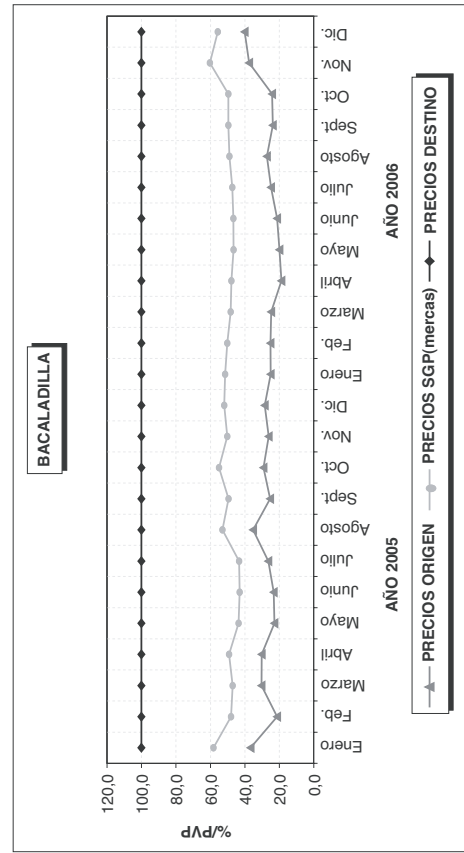 BACALADILLA
%/PVP
120,0
100,0
80,0
60,0
40,0
20,0
0,0
Enero
Feb.
Marzo
Abril
Mayo
Junio
Julio
Agosto
Sept.
Oct.
Nov.
Dic.
Enero
Feb.
Marzo
Abril
Mayo
Junio
Julio
Agosto
Sept.
Oct.
Nov.
Dic.
AÑO 2005
AÑO 2006
PRECIOS ORIGEN
PRECIOS SGP(mercas)
PRECIOS DESTINO